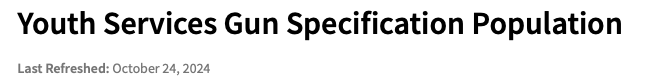 Youth Services Gun Specification Population
Last Refreshed: October 24, 2024